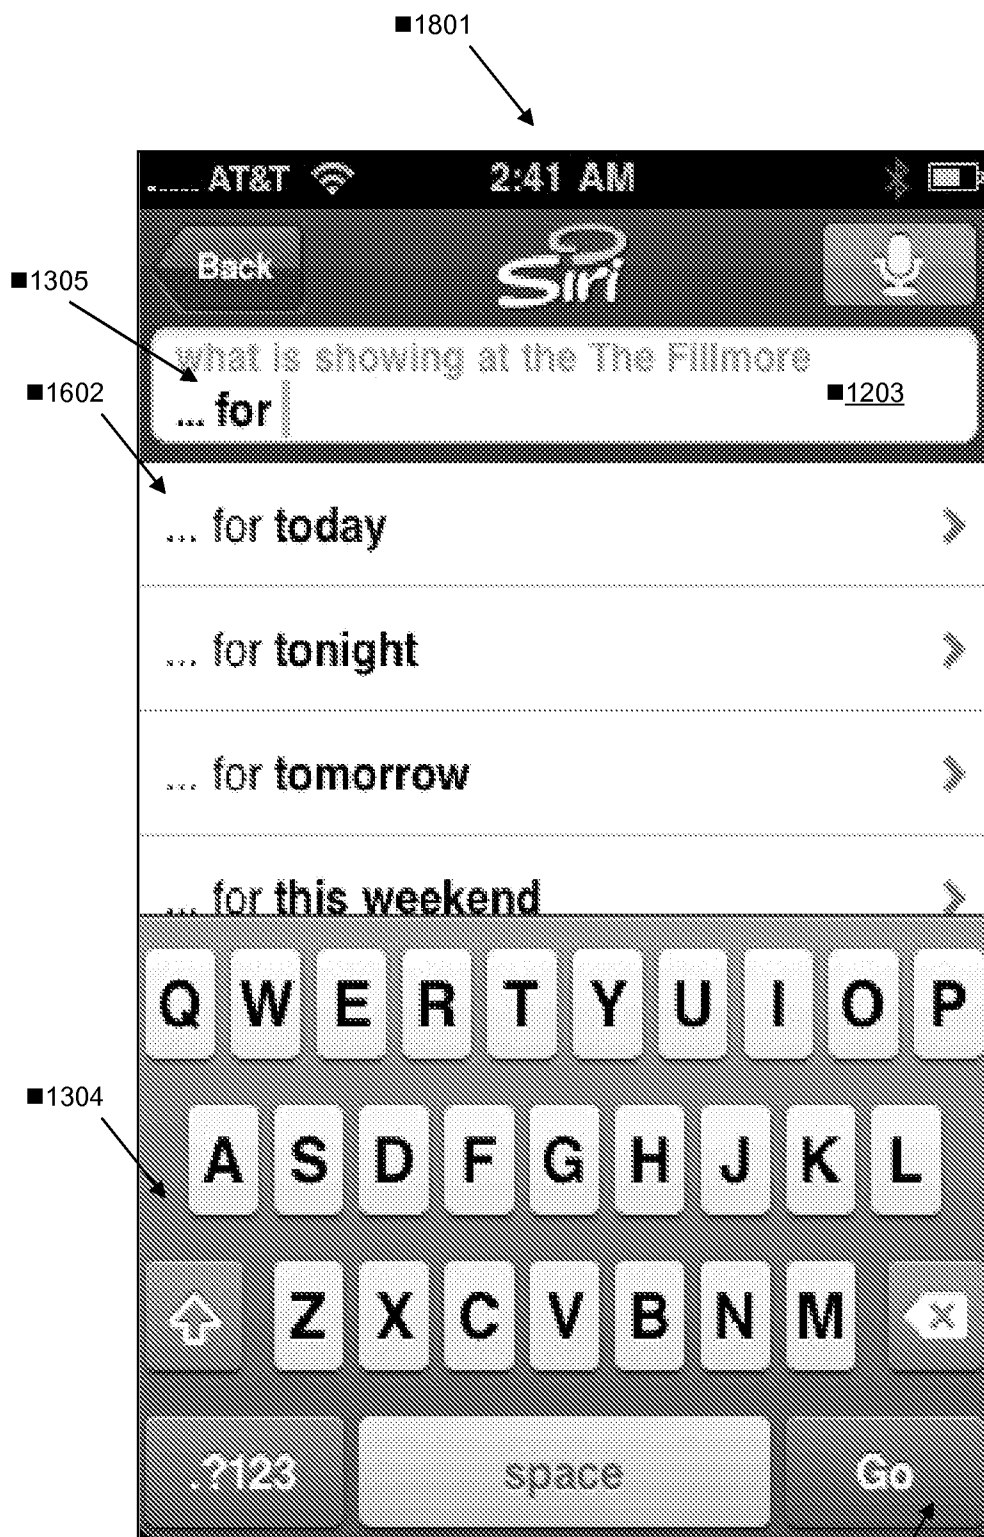 ■1801
AT&T 2:41 AM
Back Siri
■1305
what is showing at the The Fillmore
■1602
... for
■1203
... for today
... for tonight
... for tomorrow
... for this weekend
Q W E R T Y U I O P
■1304
A S D F G H J K L
Z X C V B N M
.?123 space Go